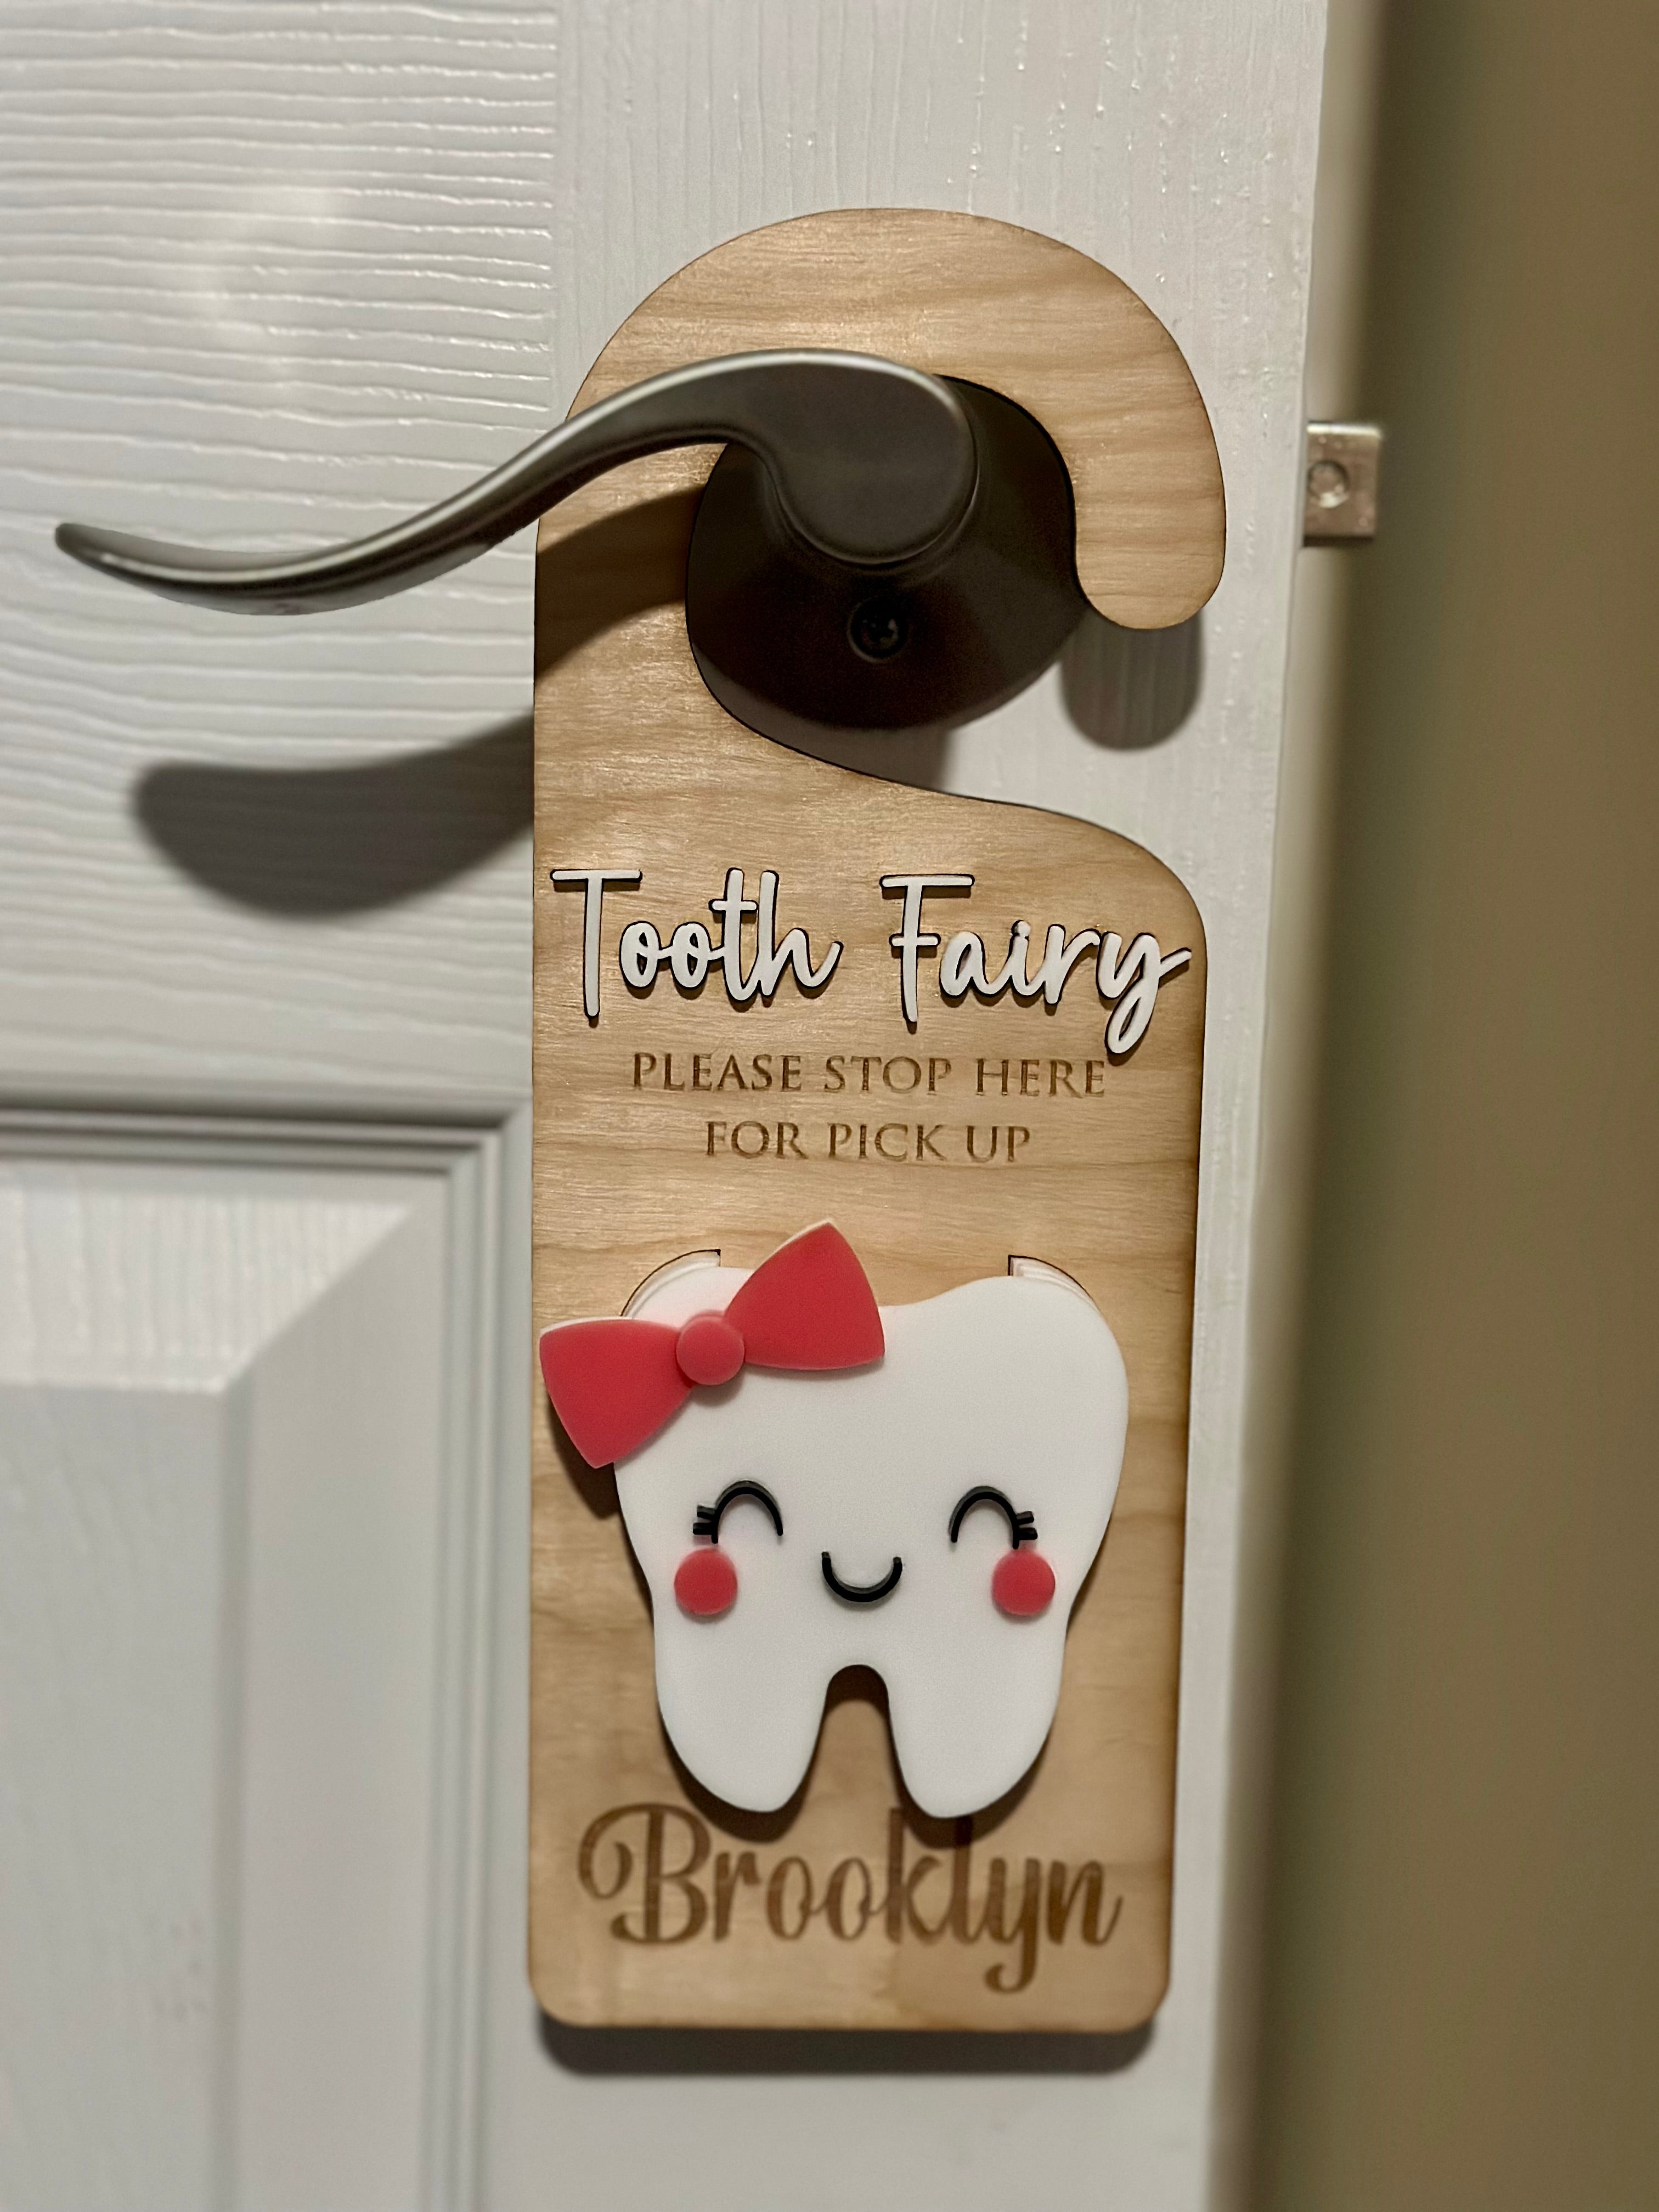 Tooth Fairy
PLEASE STOP HERE
FOR PICK UP
Brooklyn